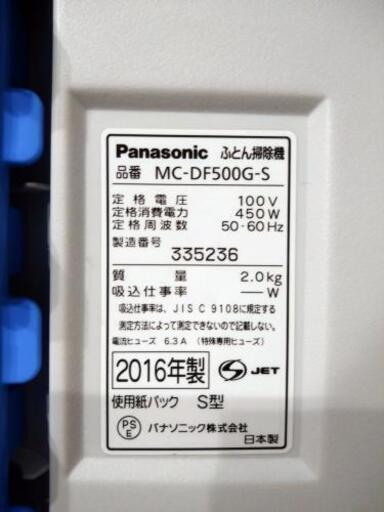 Panasonic ふとん掃除機
品番 MC-DF500G-S
定格電圧 100V
定格消費電力 450W
定格周波数 50-60Hz
製造番号
335236
質量 2.0kg
吸込仕事率 ──W
吸込仕事率は、JIS C 9108に規定する
測定方法によって測定できないので記載しない。
電流ヒューズ 6.3A (特殊専用ヒューズ)
2016年製 S JET
使用紙パック S型
PSE パナソニック株式会社
日本製